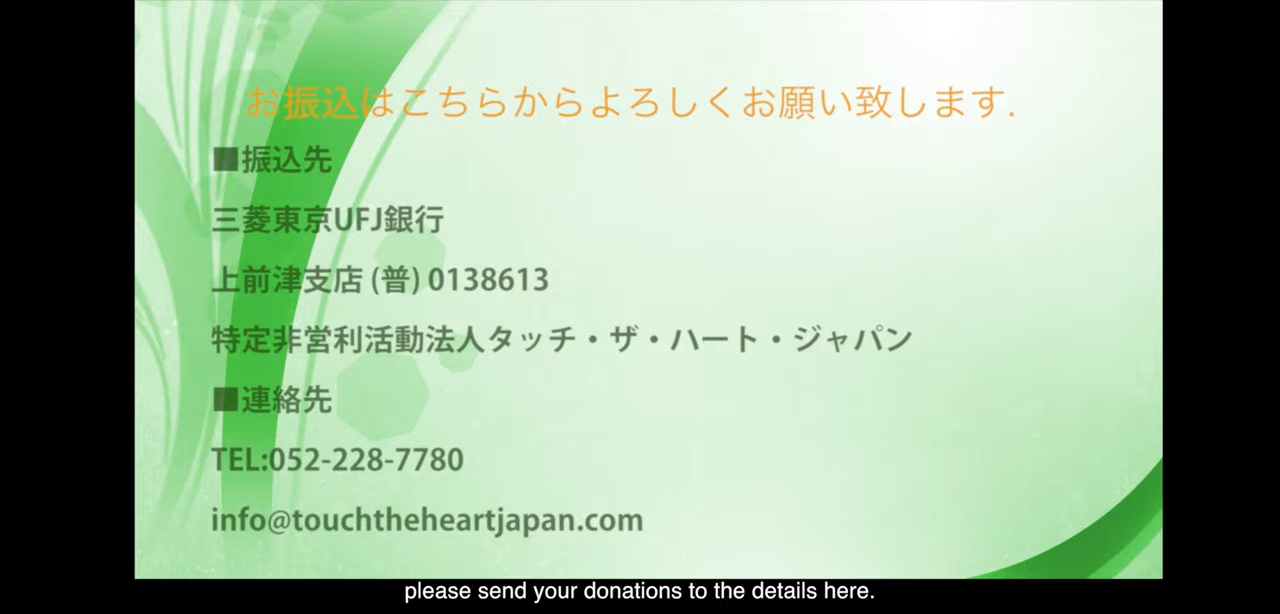 お振込はこちらからよろしくお願い致します.
■振込先
三菱東京UFJ銀行
上前津支店 (普) 0138613
特定非営利活動法人タッチ・ザ・ハート・ジャパン
■連絡先
TEL:052-228-7780
info@touchtheheartjapan.com
please send your donations to the details here.